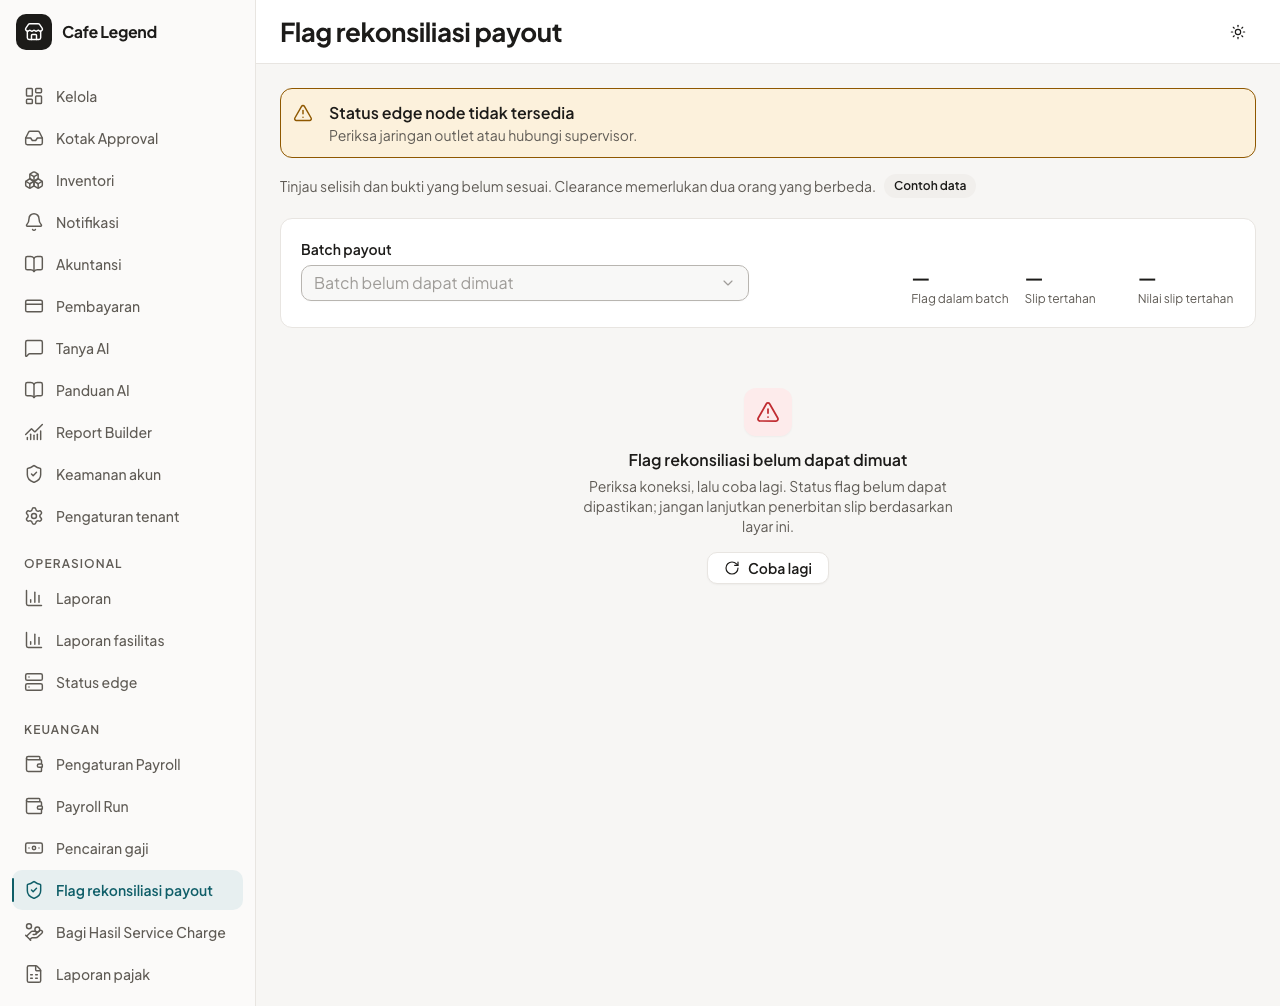 Cafe Legend
Kelola
Kotak Approval
Inventori
Notifikasi
Akuntansi
Pembayaran
Tanya AI
Panduan AI
Report Builder
Keamanan akun
Pengaturan tenant
OPERASIONAL
Laporan
Laporan fasilitas
Status edge
KEUANGAN
Pengaturan Payroll
Payroll Run
Pencairan gaji
Flag rekonsiliasi payout
Bagi Hasil Service Charge
Laporan pajak
Flag rekonsiliasi payout
Status edge node tidak tersedia
Periksa jaringan outlet atau hubungi supervisor.
Tinjau selisih dan bukti yang belum sesuai. Clearance memerlukan dua orang yang berbeda. Contoh data
Batch payout
Batch belum dapat dimuat
— — —
Flag dalam batch Slip tertahan Nilai slip tertahan
Flag rekonsiliasi belum dapat dimuat
Periksa koneksi, lalu coba lagi. Status flag belum dapat
dipastikan; jangan lanjutkan penerbitan slip berdasarkan
layar ini.
Coba lagi